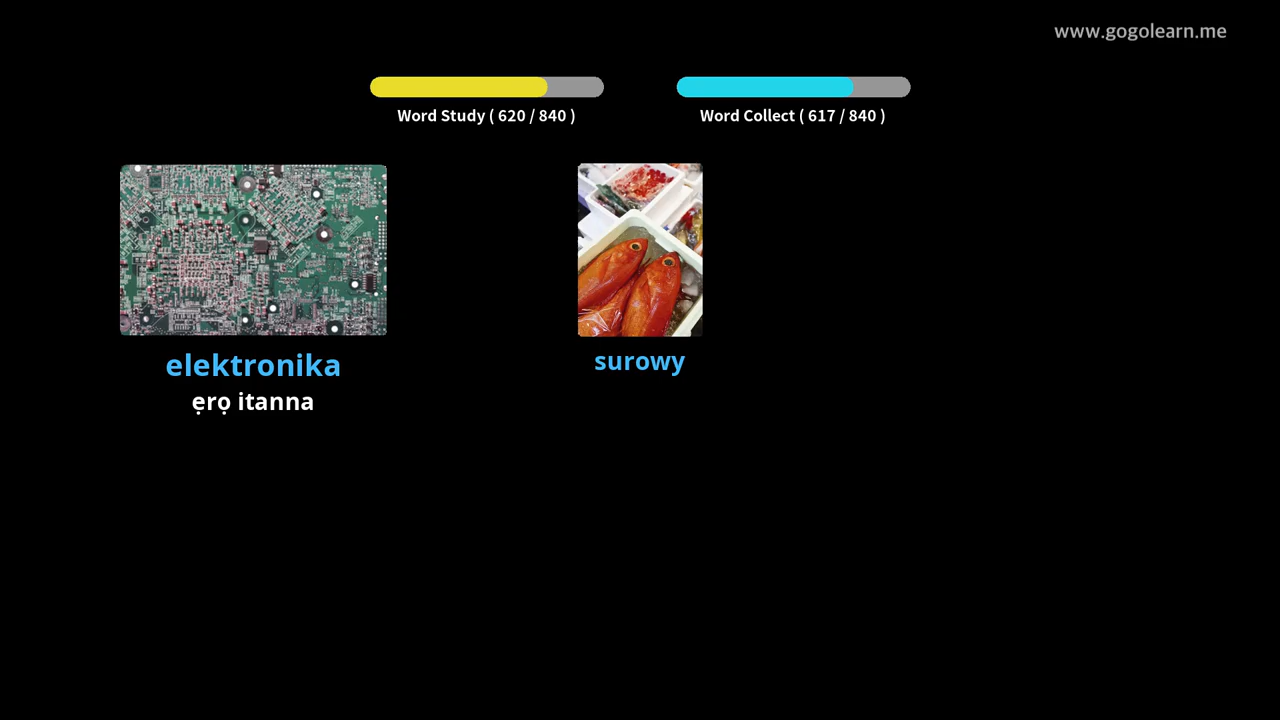 www.gogolearn.me
Word Study ( 620 / 840 )
Word Collect ( 617 / 840 )
elektronika
ẹrọ itanna
surowy